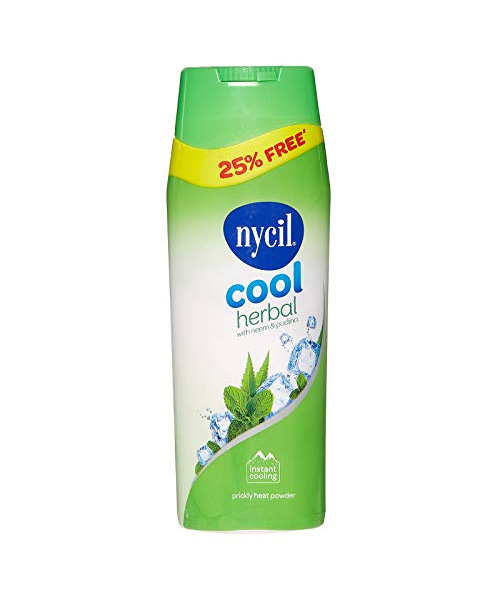 25% FREE*
nycil®
cool
herbal
with neem & pudina
instant
cooling
prickly heat powder